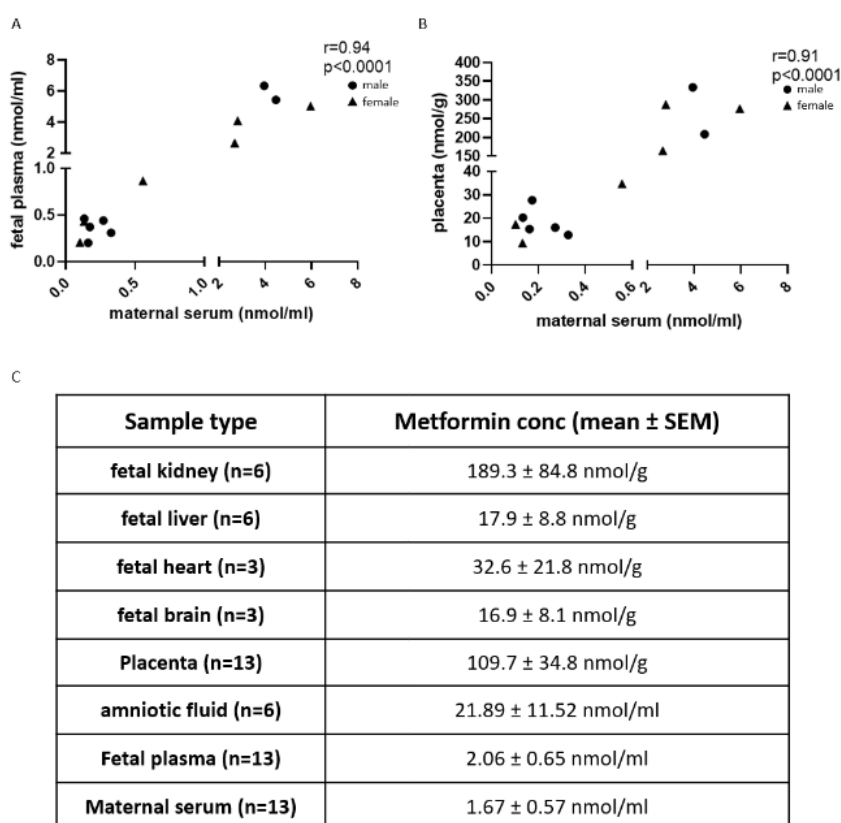 A
r=0.94
p<0.0001
male
female
fetal plasma (nmol/ml)
8
6
4
2
1.0
0.5
0.0
0.0 0.5 1.0 2 4 6 8
maternal serum (nmol/ml)
B
r=0.91
p<0.0001
male
female
placenta (nmol/g)
400
350
300
250
200
150
40
30
20
10
0
0.0 0.2 0.4 0.6 2 4 6 8
maternal serum (nmol/ml)
C
Sample type Metformin conc (mean ± SEM)
fetal kidney (n=6) 189.3 ± 84.8 nmol/g
fetal liver (n=6) 17.9 ± 8.8 nmol/g
fetal heart (n=3) 32.6 ± 21.8 nmol/g
fetal brain (n=3) 16.9 ± 8.1 nmol/g
Placenta (n=13) 109.7 ± 34.8 nmol/g
amniotic fluid (n=6) 21.89 ± 11.52 nmol/ml
Fetal plasma (n=13) 2.06 ± 0.65 nmol/ml
Maternal serum (n=13) 1.67 ± 0.57 nmol/ml